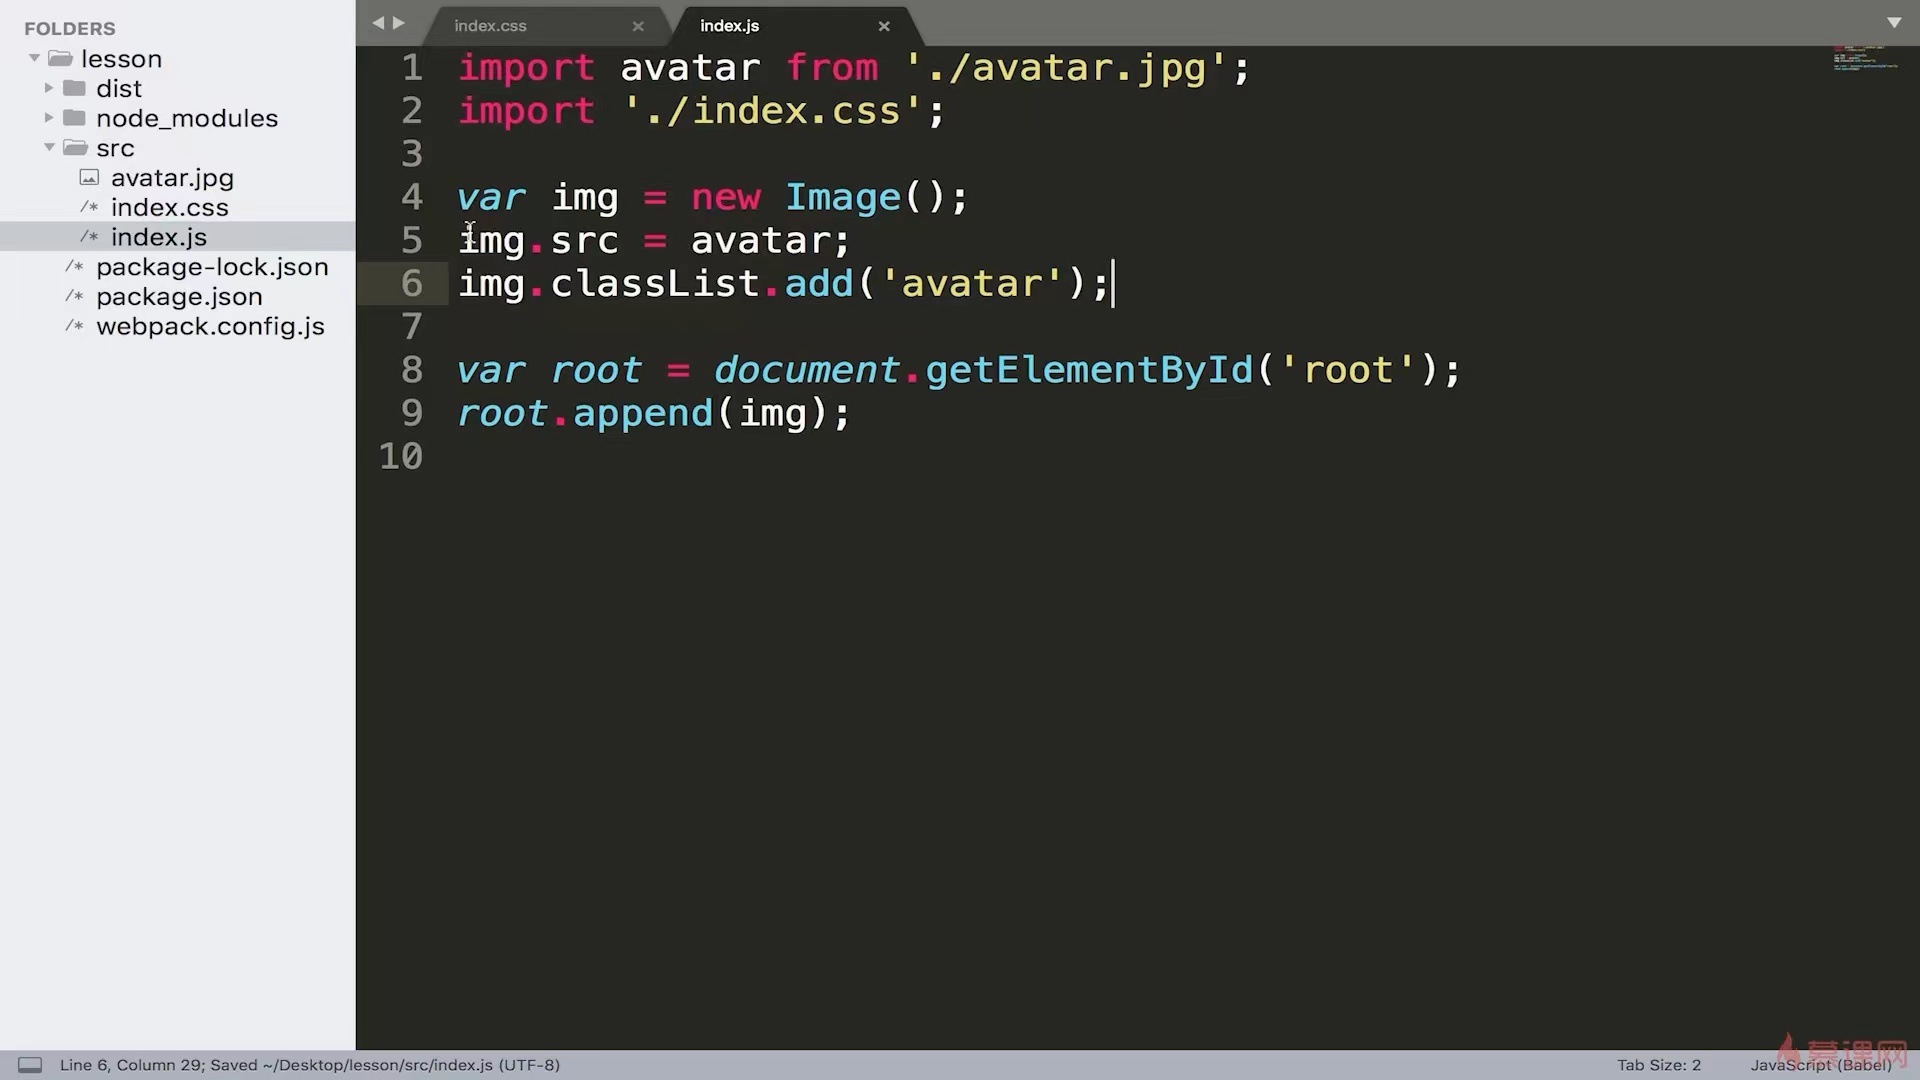 FOLDERS
lesson
dist
node_modules
src
avatar.jpg
/* index.css
/* index.js
/* package-lock.json
/* package.json
/* webpack.config.js
index.css ×
index.js ×
1 import avatar from './avatar.jpg';
2 import './index.css';
3
4 var img = new Image();
5 img.src = avatar;
6 img.classList.add('avatar');
7
8 var root = document.getElementById('root');
9 root.append(img);
10
Line 6, Column 29; Saved ~/Desktop/lesson/src/index.js (UTF-8)
Tab Size: 2
JavaScript (Babel)
慕课网